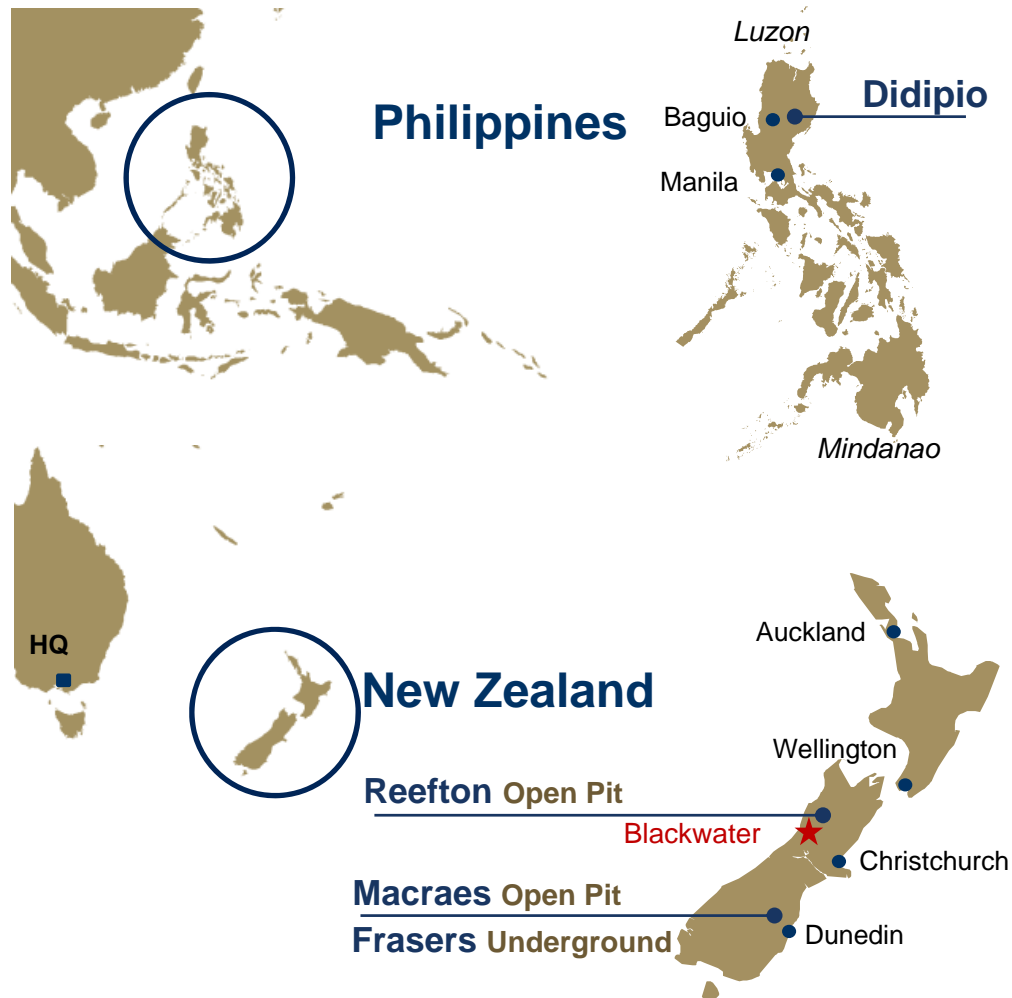 Luzon
Philippines
Didipio
Baguio
Manila
Mindanao
HQ
New Zealand
Auckland
Wellington
Reefton Open Pit
Blackwater
Christchurch
Macraes Open Pit
Frasers Underground
Dunedin